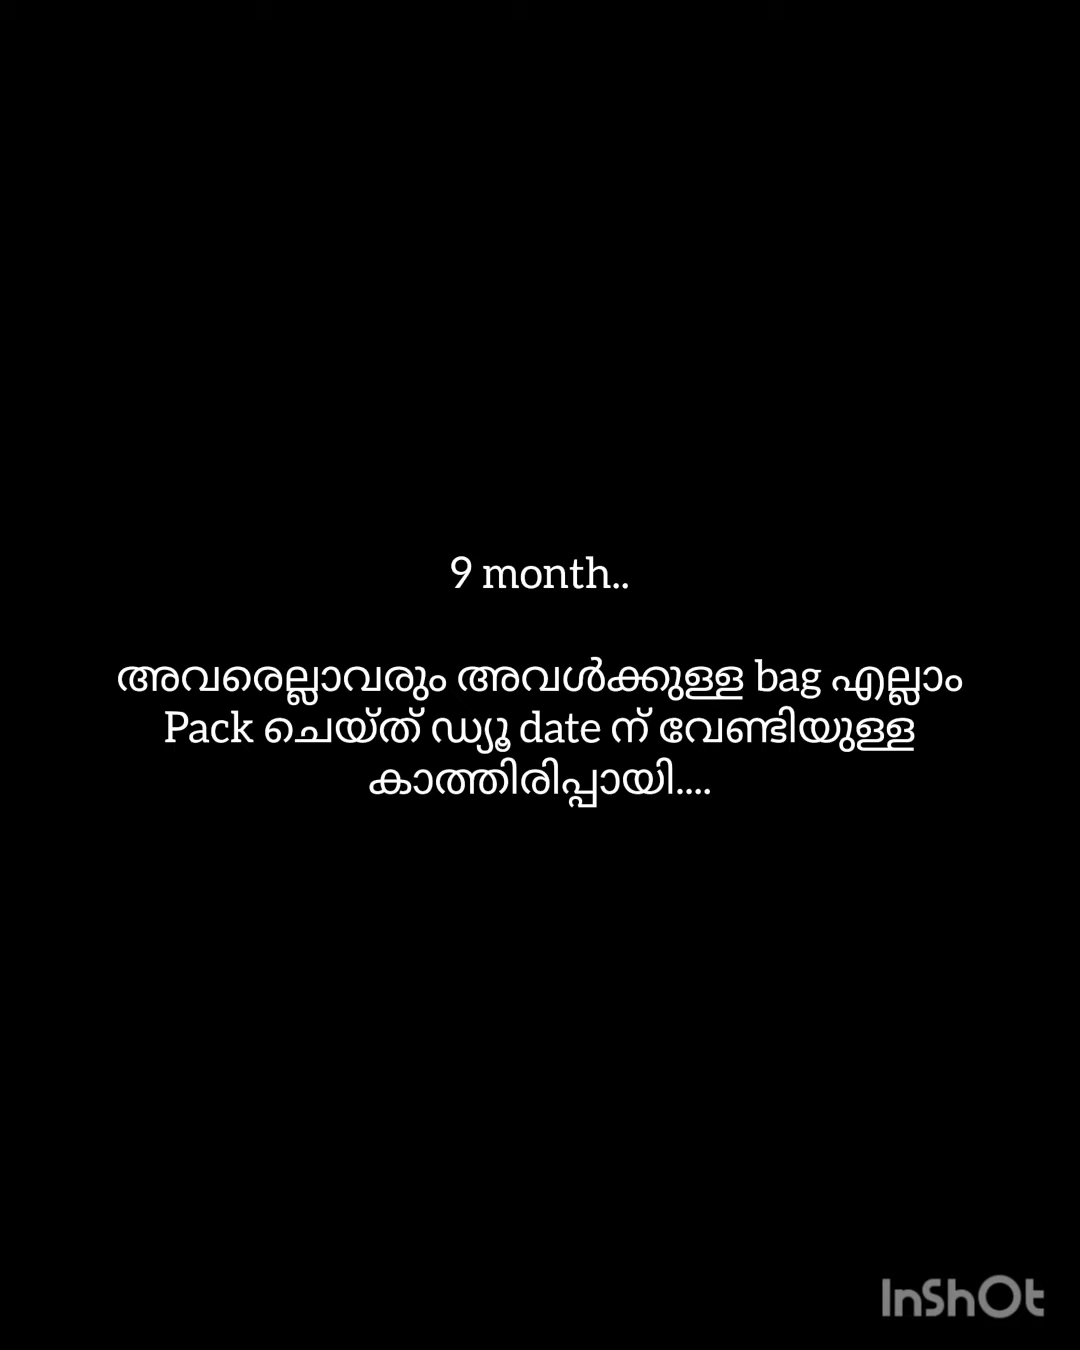 9 month..
അവരെല്ലാവരും അവൾക്കുള്ള bag എല്ലാം
Pack ചെയ്ത് ഡ്യൂ date ന് വേണ്ടിയുള്ള
കാത്തിരിപ്പായി....
InShOt